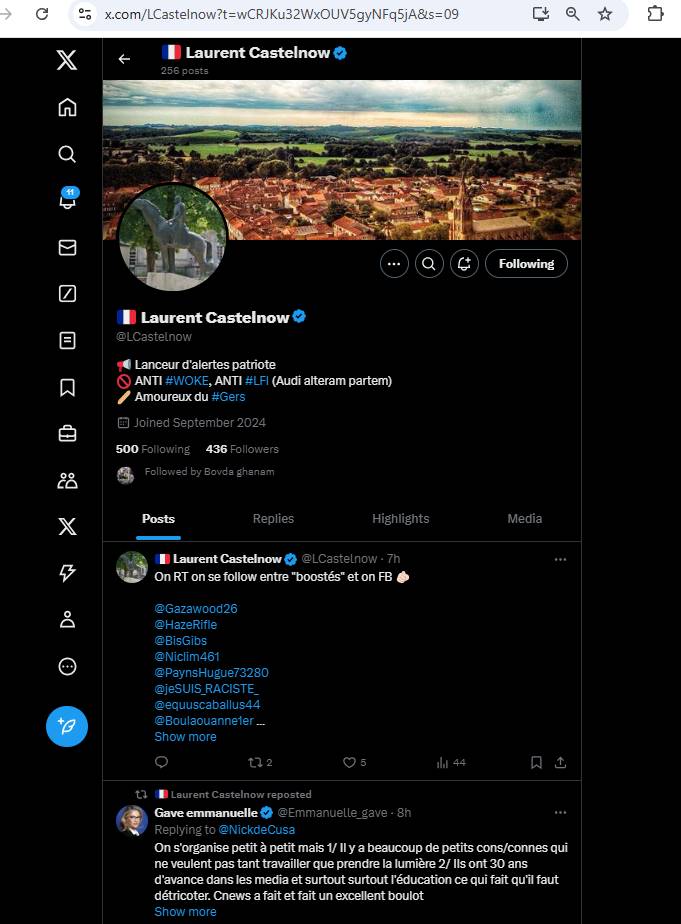 x.com/LCastelnow?t=wCRJKu32WxOUV5gyNFq5jA&s=09
🇫🇷 Laurent Castelnow
256 posts
11
Following
🇫🇷 Laurent Castelnow
@LCastelnow
📢 Lanceur d'alertes patriote
🚫 ANTI #WOKE, ANTI #LFI (Audi alteram partem)
🥖 Amoureux du #Gers
Joined September 2024
500 Following 436 Followers
Followed by Bovda ghanam
Posts Replies Highlights Media
🇫🇷 Laurent Castelnow @LCastelnow · 7h
On RT on se follow entre "boostés" et on FB 👊🏻
@Gazawood26
@HazeRifle
@BisGibs
@Niclim461
@PaynsHugue73280
@jeSUIS_RACISTE_
@equuscaballus44
@Boulaouanne1er ...
Show more
2 5 44
🇫🇷 Laurent Castelnow reposted
Gave emmanuelle @Emmanuelle_gave · 8h
Replying to @NickdeCusa
On s'organise petit à petit mais 1/ Il y a beaucoup de petits cons/connes qui
ne veulent pas tant travailler que prendre la lumière 2/ Ils ont 30 ans
d'avance dans les media et surtout surtout l'éducation ce qui fait qu'il faut
détricoter. Cnews a fait et fait un excellent boulot
Show more